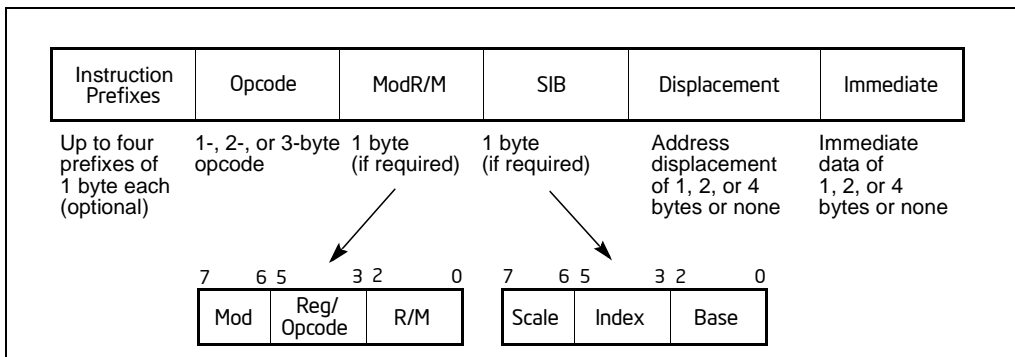 Instruction
Prefixes
Opcode
ModR/M
SIB
Displacement
Immediate
Up to four
prefixes of
1 byte each
(optional)
1-, 2-, or 3-byte
opcode
1 byte
(if required)
1 byte
(if required)
Address
displacement
of 1, 2, or 4
bytes or none
Immediate
data of
1, 2, or 4
bytes or none
7 6 5 3 2 0
Mod
Reg/
Opcode
R/M
7 6 5 3 2 0
Scale
Index
Base